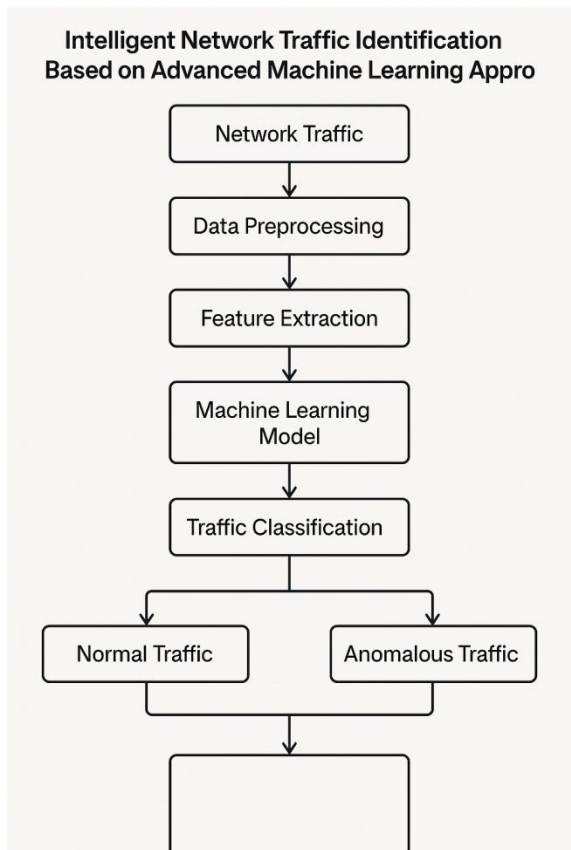 Intelligent Network Traffic Identification
Based on Advanced Machine Learning Appro
Network Traffic
Data Preprocessing
Feature Extraction
Machine Learning
Model
Traffic Classification
Normal Traffic
Anomalous Traffic